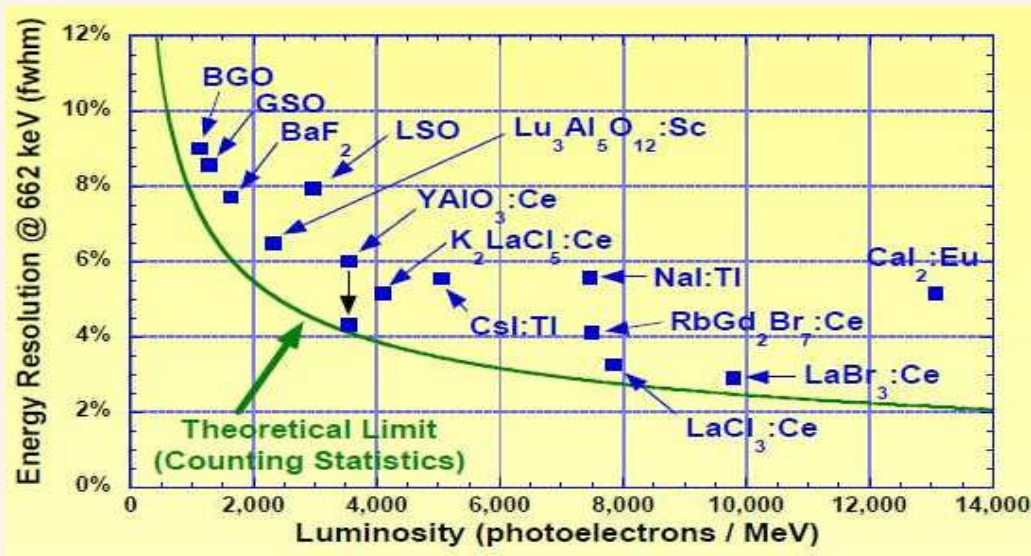 Energy Resolution @ 662 keV (fwhm)
12%
10%
8%
6%
4%
2%
0%
BGO
GSO
BaF2
LSO
Lu3Al5O12:Sc
YAlO3:Ce
K2LaCl5:Ce
CsI:Tl
NaI:Tl
CaI2:Eu
RbGd2Br7:Ce
LaBr3:Ce
LaCl3:Ce
Theoretical Limit
(Counting Statistics)
0 2,000 4,000 6,000 8,000 10,000 12,000 14,000
Luminosity (photoelectrons / MeV)